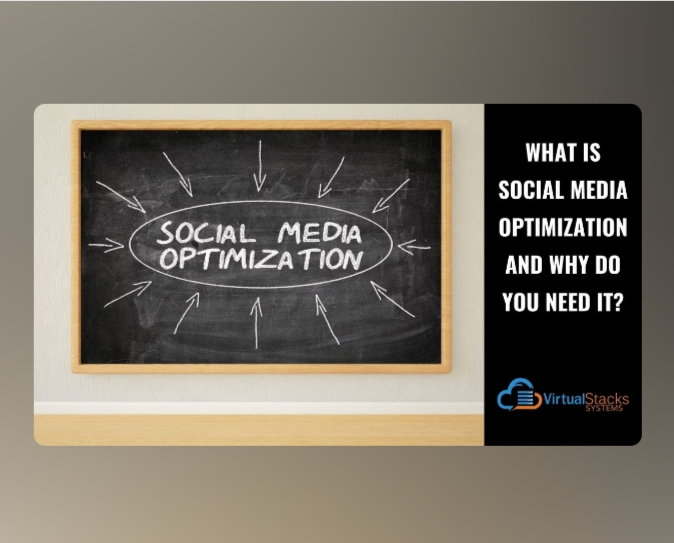 SOCIAL MEDIA
OPTIMIZATION
WHAT IS
SOCIAL MEDIA
OPTIMIZATION
AND WHY DO
YOU NEED IT?
VirtualStacks
SYSTEMS